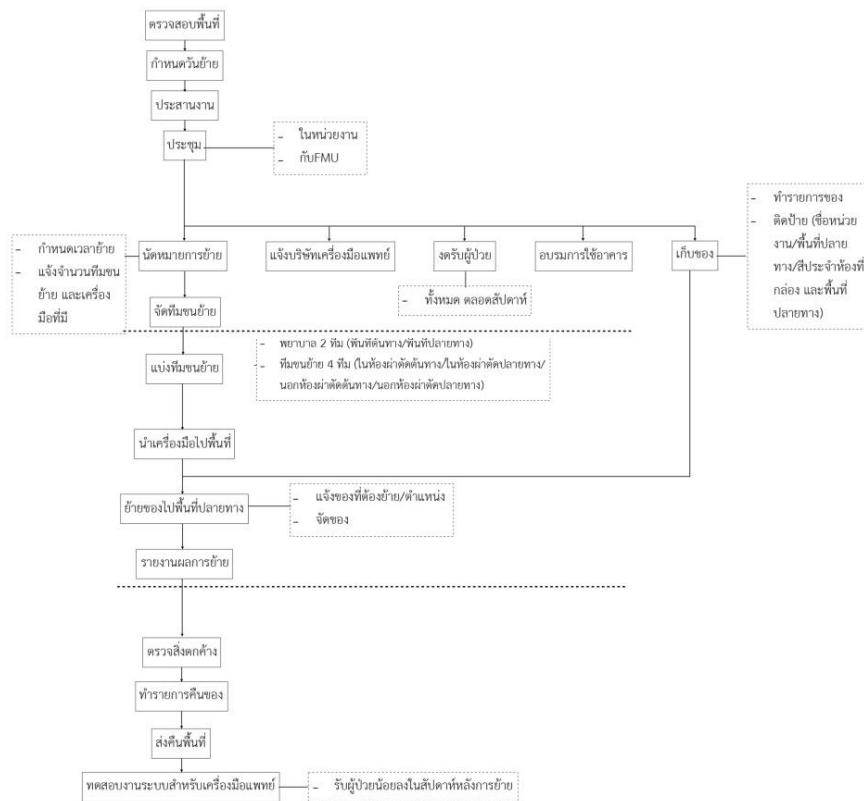 ตรวจสอบพื้นที่
กำหนดวันย้าย
ประสานงาน
ประชุม
- ในหน่วยงาน
- กับFMU
- กำหนดเวลาย้าย
- แจ้งจำนวนทีมขน
ย้าย และเครื่อง
มือที่มี
นัดหมายการย้าย
แจ้งบริษัทเครื่องมือแพทย์
งดรับผู้ป่วย
อบรมการใช้อาคาร
เก็บของ
- ทำรายการของ
- ติดป้าย (ชื่อหน่วย
งาน/พื้นที่ปลาย
ทาง/สีประจำห้องที่
กล่อง และพื้นที่
ปลายทาง)
- ทั้งหมด ตลอดสัปดาห์
จัดทีมขนย้าย
- พยาบาล 2 ทีม (พื้นที่ต้นทาง/พื้นที่ปลายทาง)
- ทีมขนย้าย 4 ทีม (ในห้องผ่าตัดต้นทาง/ในห้องผ่าตัดปลายทาง/
นอกห้องผ่าตัดต้นทาง/นอกห้องผ่าตัดปลายทาง)
แบ่งทีมขนย้าย
นำเครื่องมือไปพื้นที่
ย้ายของไปพื้นที่ปลายทาง
- แจ้งของที่ต้องย้าย/ตำแหน่ง
- จัดของ
รายงานผลการย้าย
ตรวจสิ่งตกค้าง
ทำรายการคืนของ
ส่งคืนพื้นที่
ทดสอบงานระบบสำหรับเครื่องมือแพทย์
- รับผู้ป่วยน้อยลงในสัปดาห์หลังการย้าย